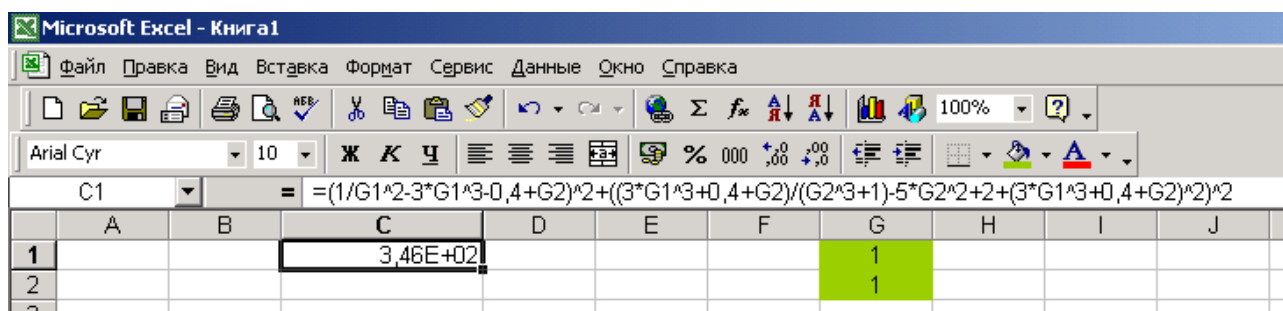 Microsoft Excel - Книга1
Файл Правка Вид Вставка Формат Сервис Данные Окно Справка
100%
Arial Cyr 10 Ж К Ч % 000
C1 = =(1/G1^2-3*G1^3-0,4+G2)^2+((3*G1^3+0,4+G2)/(G2^3+1)-5*G2^2+2+(3*G1^3+0,4+G2)^2)^2
A B C D E F G H I J
1 3,46E+02 1
2 1